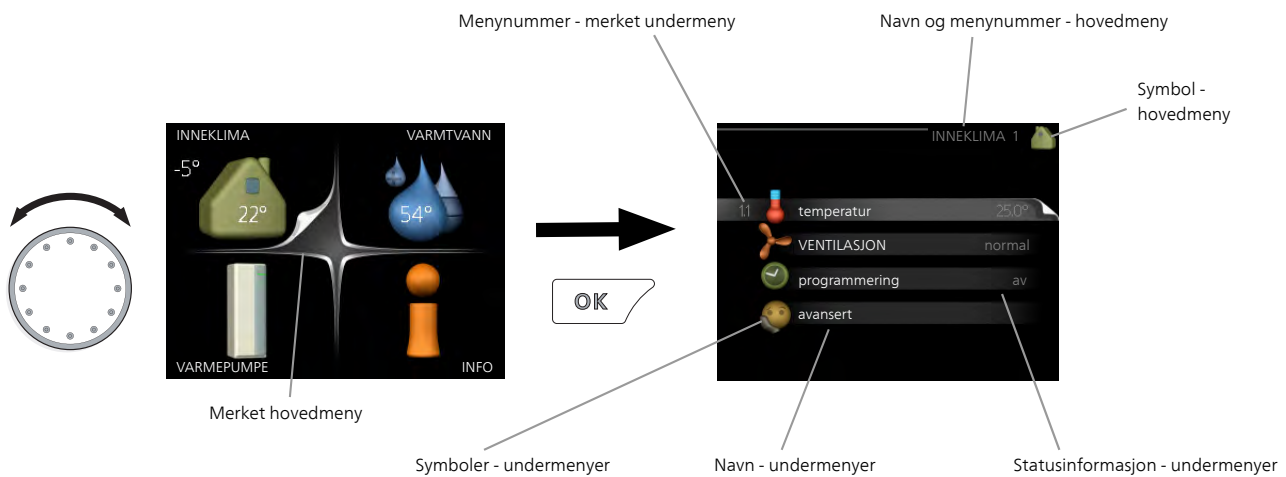 Menynummer - merket undermeny
Navn og menynummer - hovedmeny
Symbol -
hovedmeny
INNEKLIMA
VARMTVANN
-5°
22°
54°
VARMEPUMPE
INFO
Merket hovedmeny
OK
INNEKLIMA 1
1.1
temperatur
25.0°
VENTILASJON
normal
programmering
av
avansert
Symboler - undermenyer
Navn - undermenyer
Statusinformasjon - undermenyer